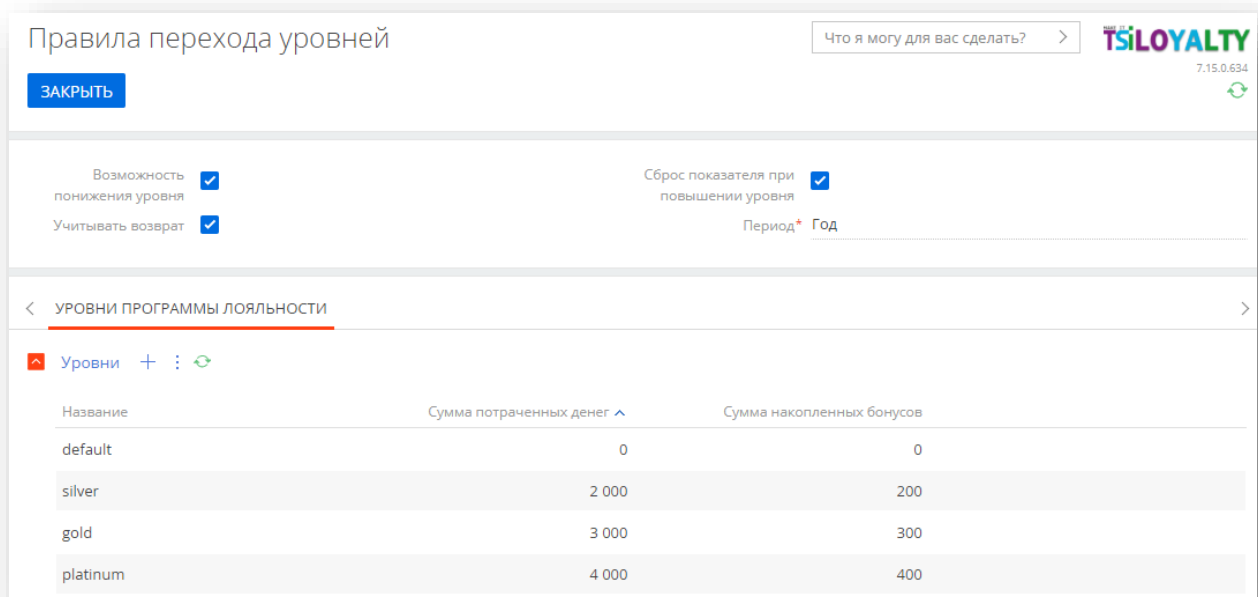 Правила перехода уровней
Что я могу для вас сделать?
MAKE IT
TSiLOYALTY
7.15.0.634
ЗАКРЫТЬ
Возможность
понижения уровня
Сброс показателя при
повышении уровня
Учитывать возврат
Период* Год
УРОВНИ ПРОГРАММЫ ЛОЯЛЬНОСТИ
Уровни
Название Сумма потраченных денег Сумма накопленных бонусов
default 0 0
silver 2 000 200
gold 3 000 300
platinum 4 000 400